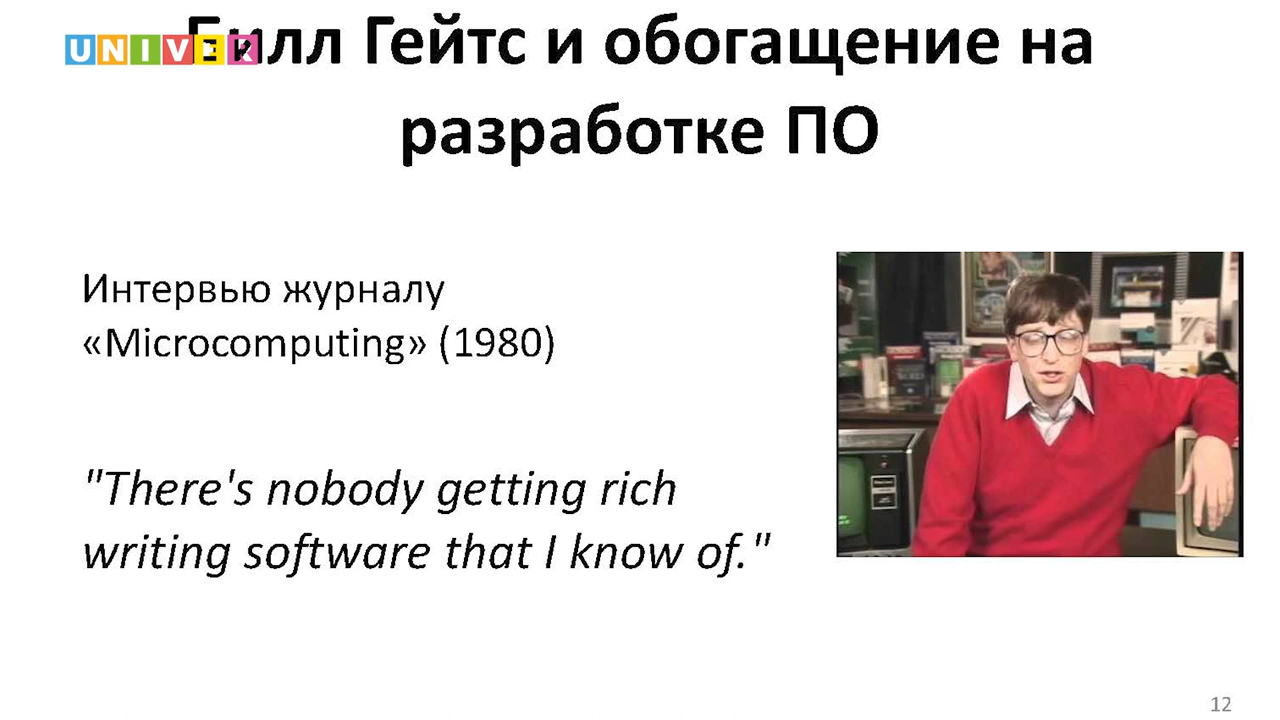 UNIVER
Билл Гейтс и обогащение на
разработке ПО
Интервью журналу
«Microcomputing» (1980)
"There's nobody getting rich
writing software that I know of."
12